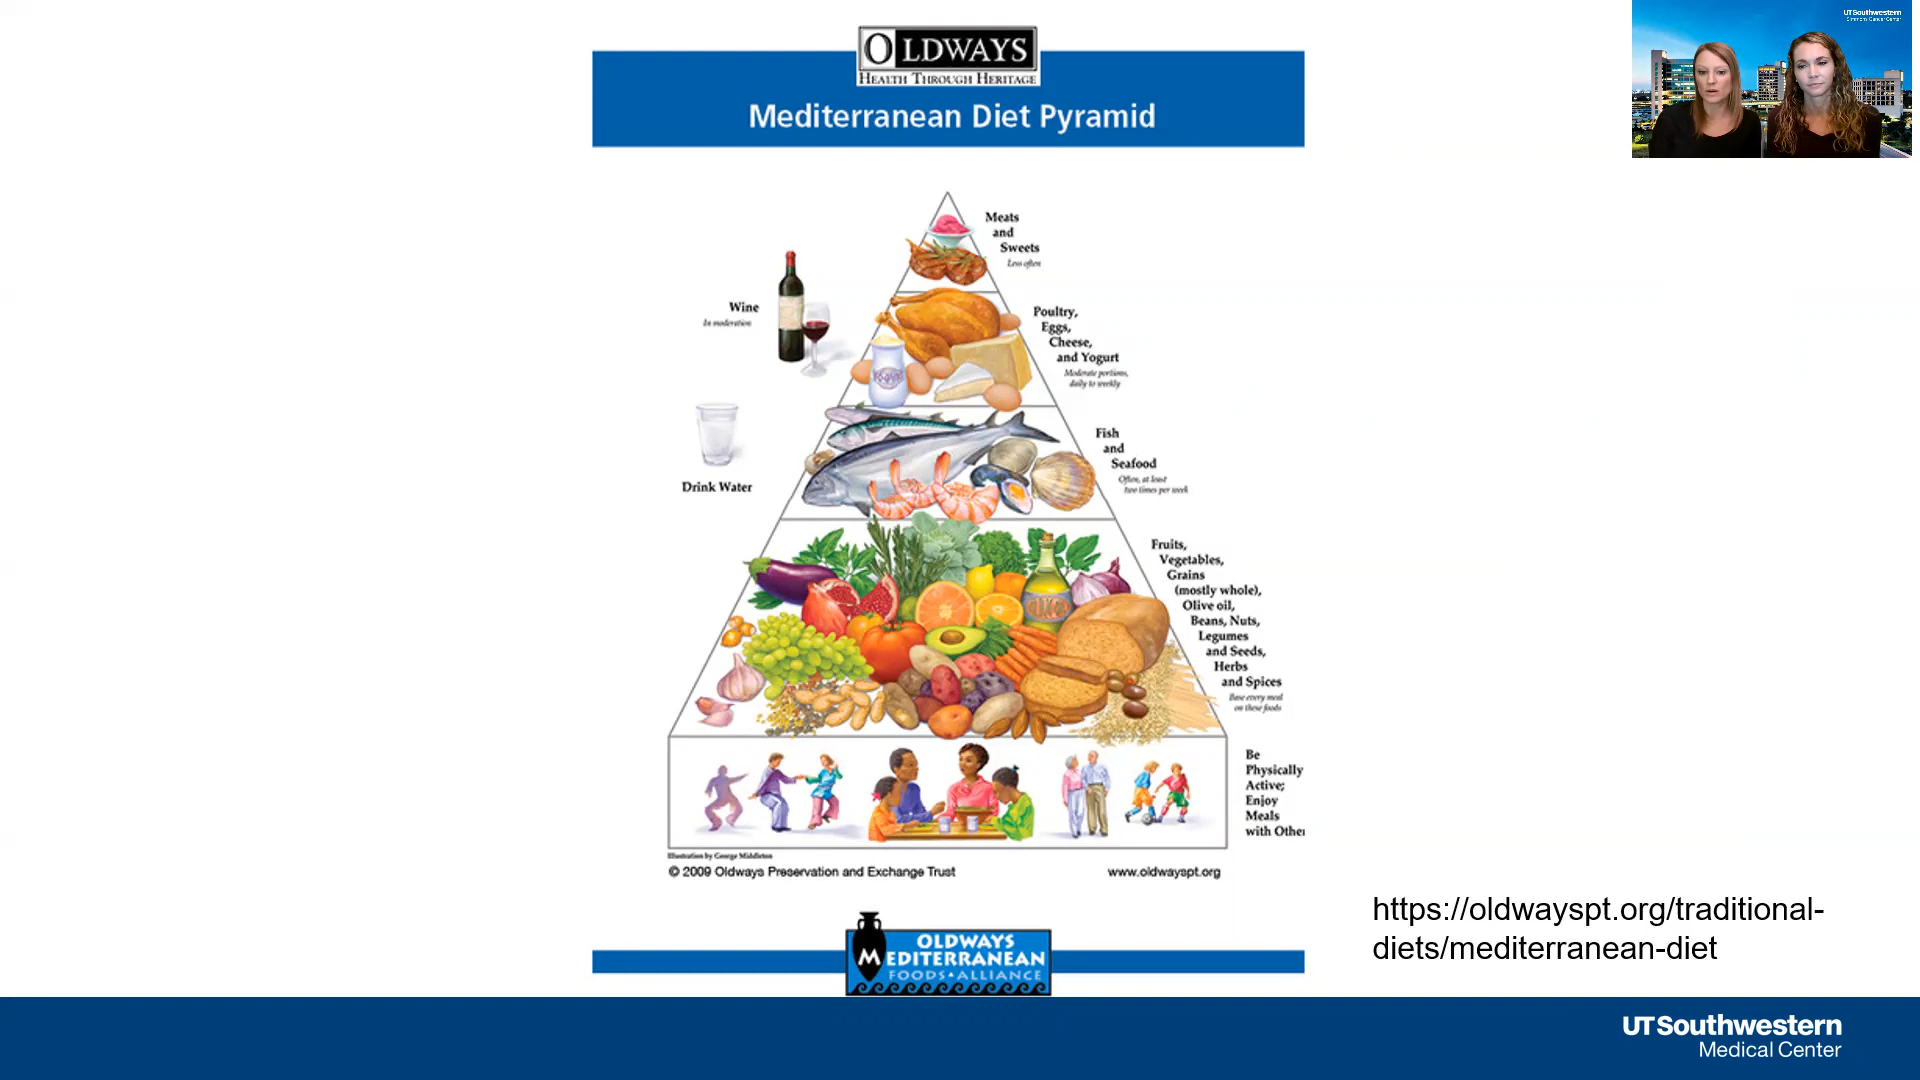 OLDWAYS
HEALTH THROUGH HERITAGE
Mediterranean Diet Pyramid
UTSouthwestern
Simmons Cancer Center
Meats
and
Sweets
Less often
Wine
In moderation
Poultry,
Eggs,
Cheese,
and Yogurt
Moderate portions,
daily to weekly
Drink Water
Fish
and
Seafood
Often, at least
two times per week
Fruits,
Vegetables,
Grains
(mostly whole),
Olive oil,
Beans, Nuts,
Legumes
and Seeds,
Herbs
and Spices
Base every meal
on these foods
Be
Physically
Active;
Enjoy
Meals
with Other
Illustration by George Middleton
© 2009 Oldways Preservation and Exchange Trust
www.oldwayspt.org
https://oldwayspt.org/traditional-
diets/mediterranean-diet
OLDWAYS
MEDITERRANEAN
FOODS • ALLIANCE
UTSouthwestern
Medical Center